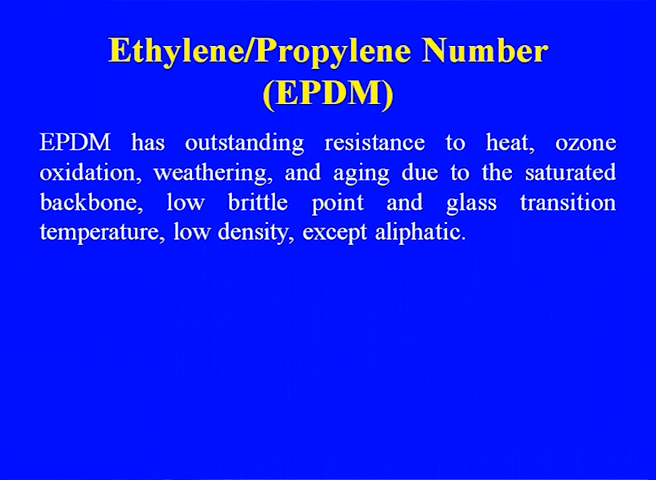 Ethylene/Propylene Number
(EPDM)
EPDM has outstanding resistance to heat, ozone
oxidation, weathering, and aging due to the saturated
backbone, low brittle point and glass transition
temperature, low density, except aliphatic.